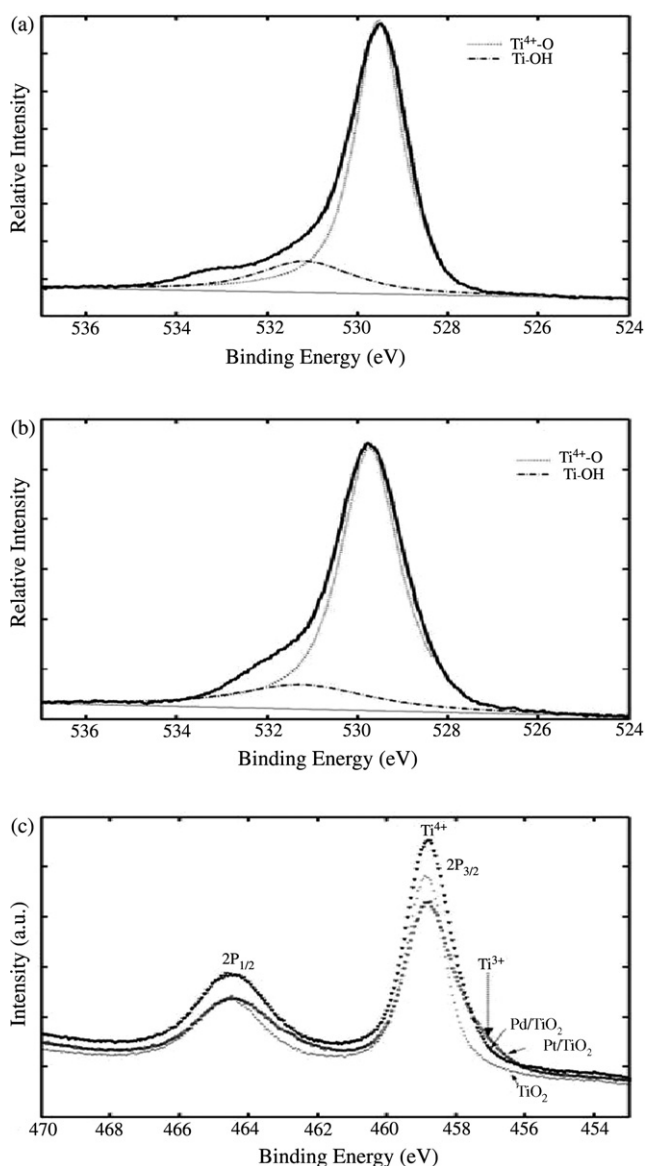 (a)
Ti⁴⁺-O
Ti-OH
Relative Intensity
536 534 532 530 528 526 524
Binding Energy (eV)
(b)
Ti⁴⁺-O
Ti-OH
Relative Intensity
536 534 532 530 528 526 524
Binding Energy (eV)
(c)
Ti⁴⁺
2P₃/₂
2P₁/₂
Ti³⁺
Pd/TiO₂
Pt/TiO₂
TiO₂
Intensity (a.u.)
470 468 466 464 462 460 458 456 454
Binding Energy (eV)